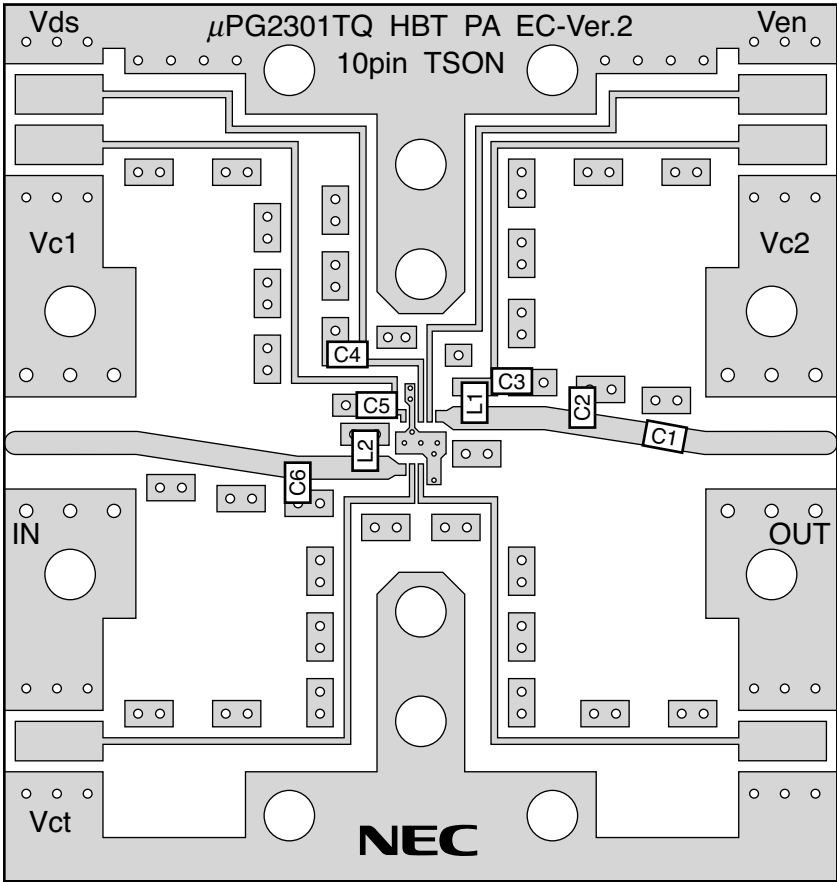 Vds μPG2301TQ HBT PA EC-Ver.2 Ven
10pin TSON
Vc1 Vc2
C4
C3
L1
C2
C5
C1
L2
C6
IN OUT
Vct
NEC